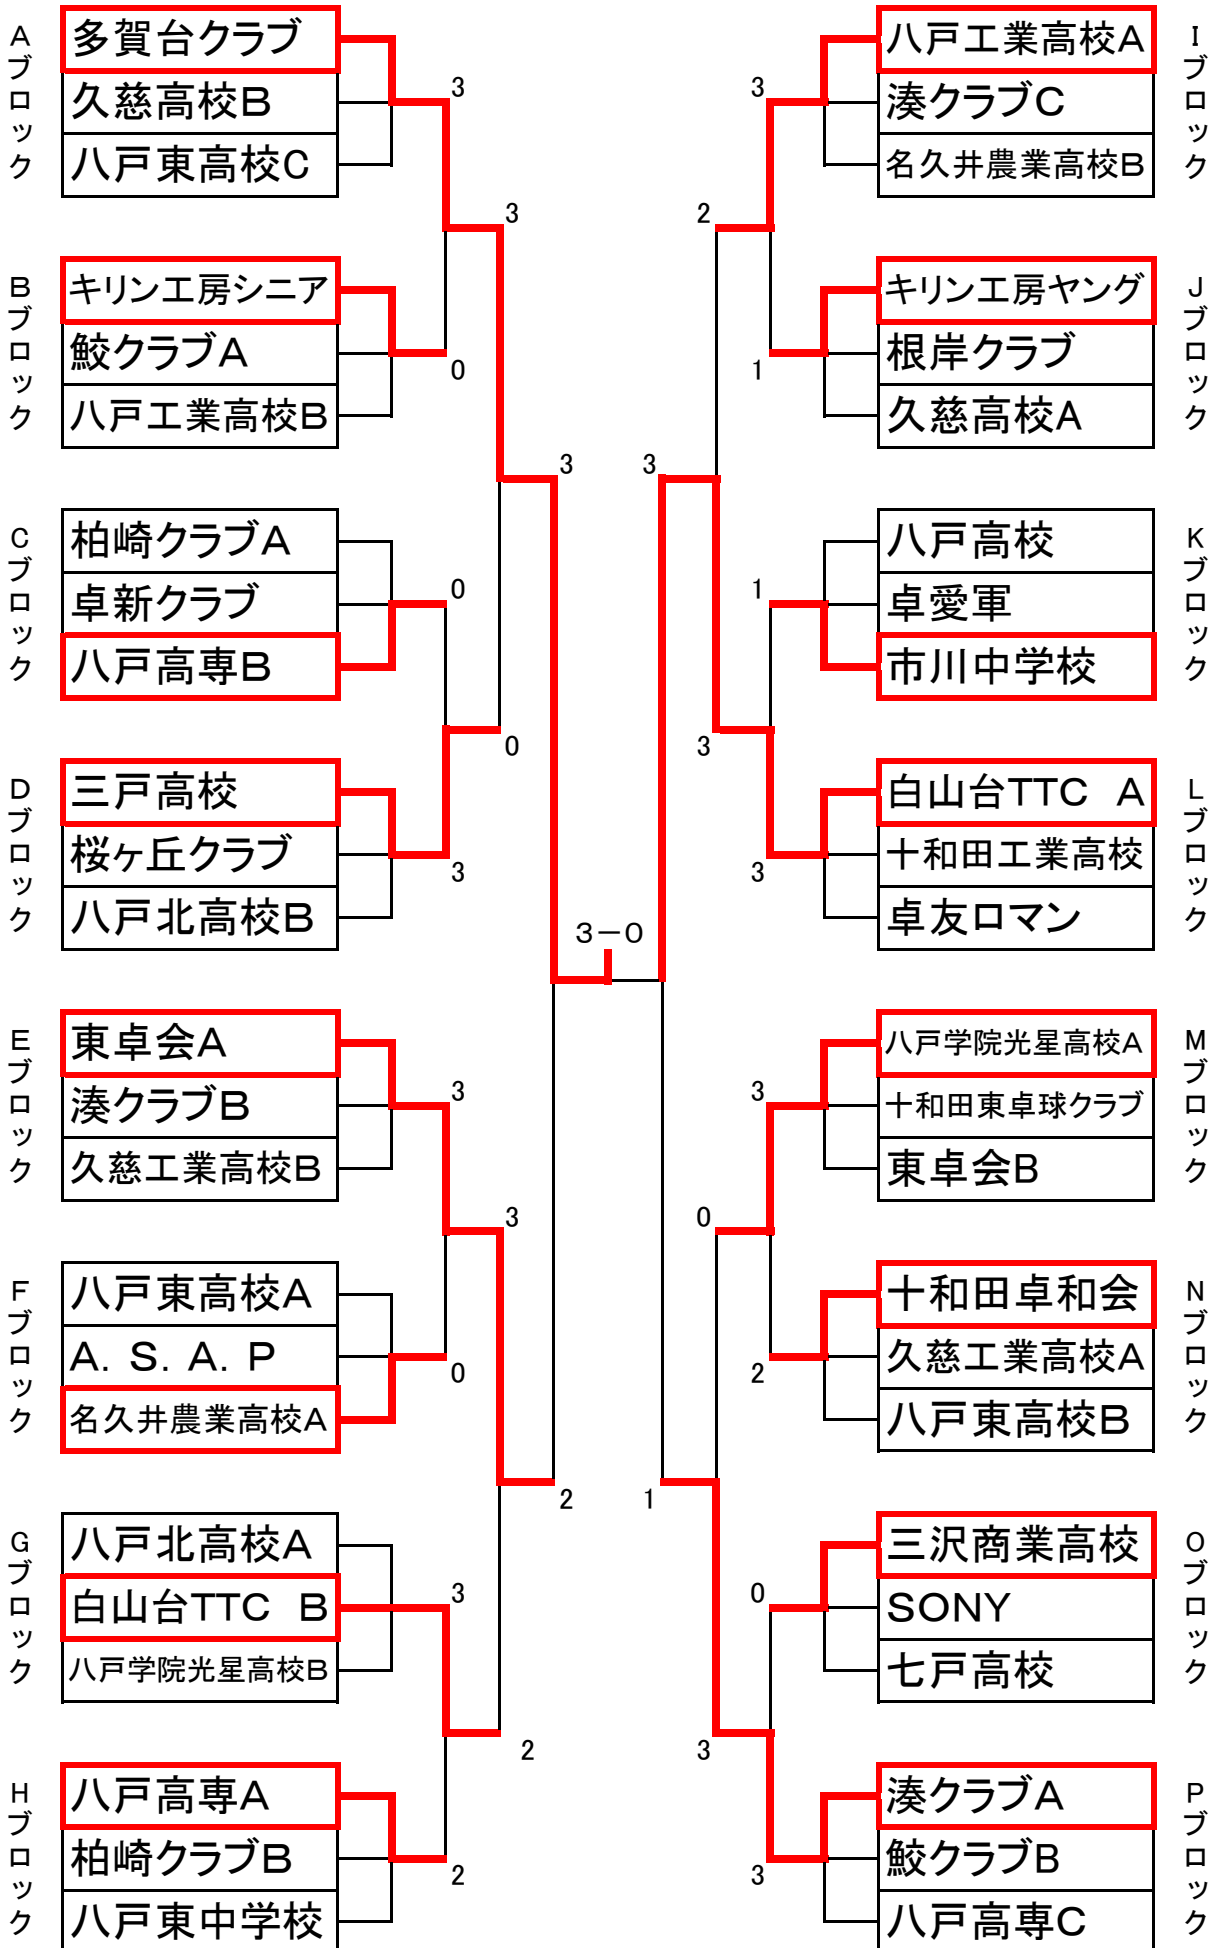 Aブロック
多賀台クラブ
久慈高校B
八戸東高校C
3
3
Bブロック
キリン工房シニア
鮫クラブA
八戸工業高校B
0
3
Cブロック
柏崎クラブA
卓新クラブ
八戸高専B
0
0
Dブロック
三戸高校
桜ヶ丘クラブ
八戸北高校B
3
3－0
Eブロック
東卓会A
湊クラブB
久慈工業高校B
3
3
Fブロック
八戸東高校A
A．S．A．P
名久井農業高校A
0
2
Gブロック
八戸北高校A
白山台TTC　B
八戸学院光星高校B
3
2
Hブロック
八戸高専A
柏崎クラブB
八戸東中学校
2
Iブロック
八戸工業高校A
湊クラブC
名久井農業高校B
3
2
Jブロック
キリン工房ヤング
根岸クラブ
久慈高校A
1
3
Kブロック
八戸高校
卓愛軍
市川中学校
1
3
Lブロック
白山台TTC　A
十和田工業高校
卓友ロマン
3
Mブロック
八戸学院光星高校A
十和田東卓球クラブ
東卓会B
3
0
Nブロック
十和田卓和会
久慈工業高校A
八戸東高校B
2
1
Oブロック
三沢商業高校
SONY
七戸高校
0
3
Pブロック
湊クラブA
鮫クラブB
八戸高専C
3